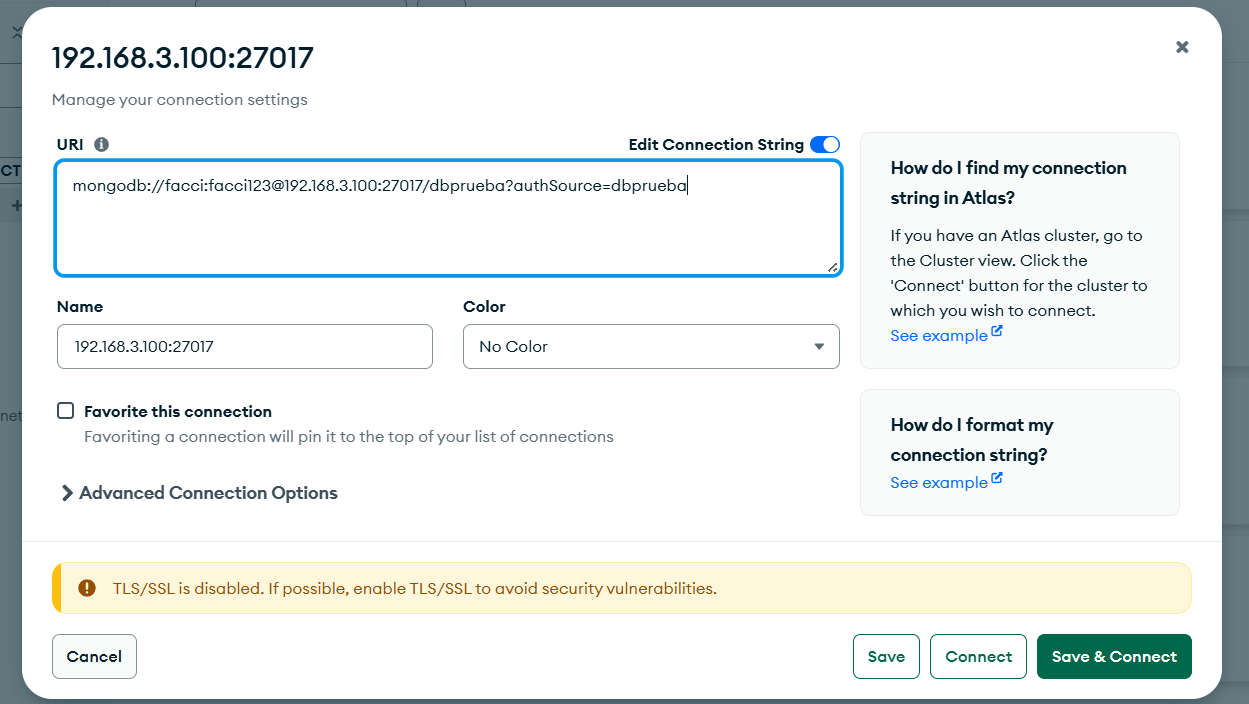 192.168.3.100:27017
Manage your connection settings
URI
Edit Connection String
mongodb://facci:facci123@192.168.3.100:27017/dbprueba?authSource=dbprueba
Name
Color
192.168.3.100:27017
No Color
Favorite this connection
Favoriting a connection will pin it to the top of your list of connections
Advanced Connection Options
How do I find my connection
string in Atlas?
If you have an Atlas cluster, go to
the Cluster view. Click the
'Connect' button for the cluster to
which you wish to connect.
See example
How do I format my
connection string?
See example
TLS/SSL is disabled. If possible, enable TLS/SSL to avoid security vulnerabilities.
Cancel
Save
Connect
Save & Connect
CT
net